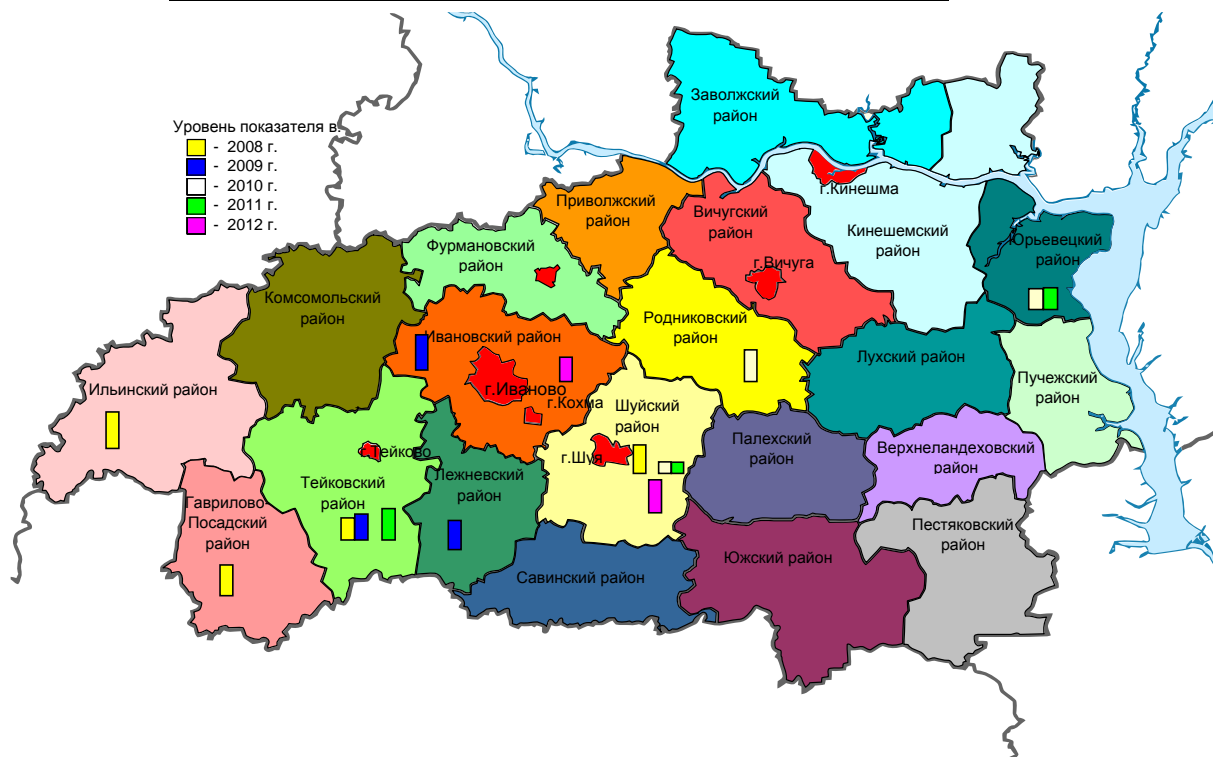 Заволжский
район
Уровень показателя в:
- 2008 г.
- 2009 г.
- 2010 г.
- 2011 г.
- 2012 г.
г.Кинешма
Приволжский
район
Вичугский
район
Кинешемский
район
Юрьевецкий
район
Фурмановский
район
г.Вичуга
Комсомольский
район
Родниковский
район
Ивановский район
Лухский район
Пучежский
район
Ильинский район
г.Иваново
г.Кохма
Шуйский
район
Палехский
район
Верхнеландеховский
район
г.Тейково
г.Шуя
Лежневский
район
Тейковский
район
Гаврилово-
Посадский
район
Пестяковский
район
Южский район
Савинский район